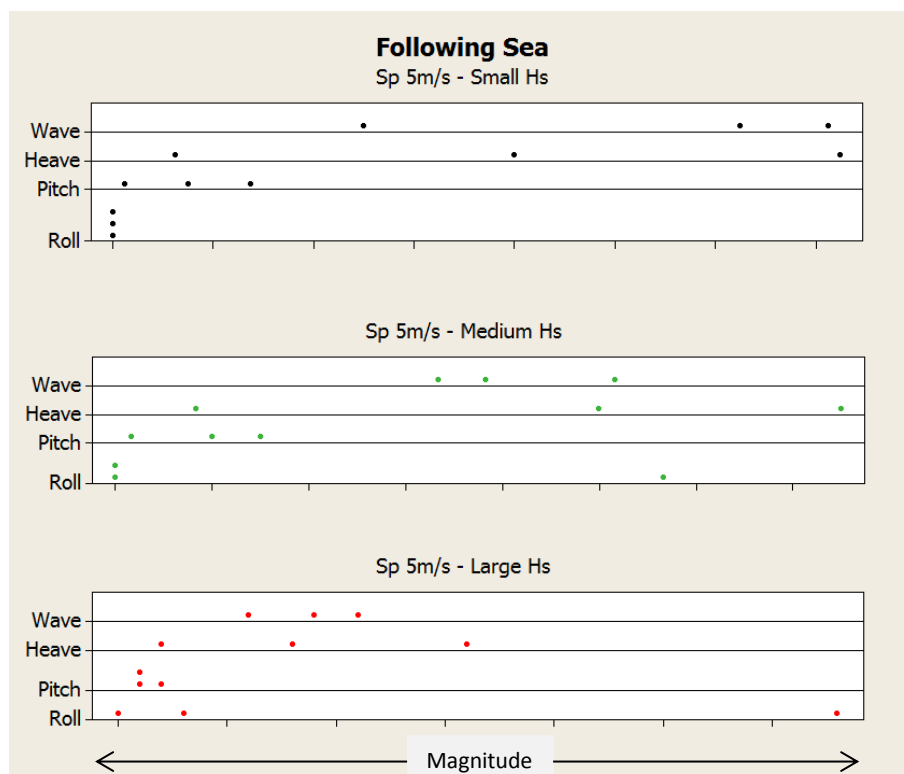 Following Sea
Sp 5m/s - Small Hs
Wave
Heave
Pitch
Roll
Sp 5m/s - Medium Hs
Wave
Heave
Pitch
Roll
Sp 5m/s - Large Hs
Wave
Heave
Pitch
Roll
Magnitude